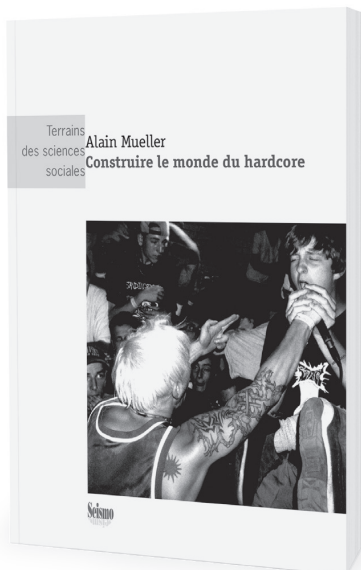 Terrains
des sciences
sociales
Alain Mueller
Construire le monde du hardcore
Seismo